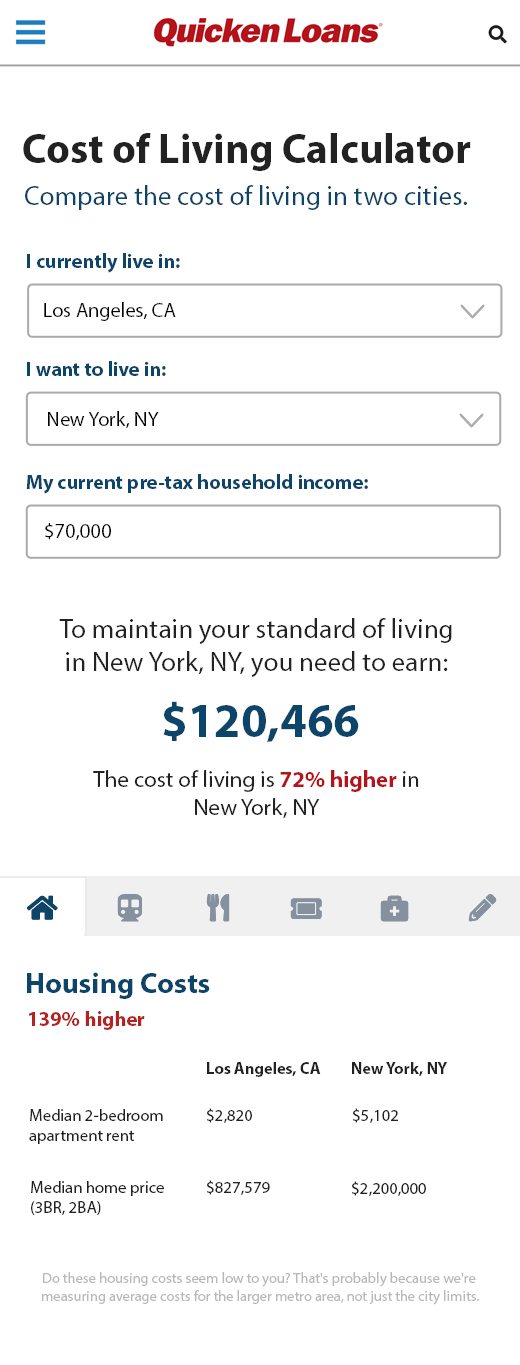 Quicken Loans
Cost of Living Calculator
Compare the cost of living in two cities.
I currently live in:
Los Angeles, CA
I want to live in:
New York, NY
My current pre-tax household income:
$70,000
To maintain your standard of living
in New York, NY, you need to earn:
$120,466
The cost of living is 72% higher in
New York, NY
Housing Costs
139% higher
Los Angeles, CA New York, NY
Median 2-bedroom $2,820 $5,102
apartment rent
Median home price $827,579 $2,200,000
(3BR, 2BA)
Do these housing costs seem low to you? That's probably because we're
measuring average costs for the larger metro area, not just the city limits.